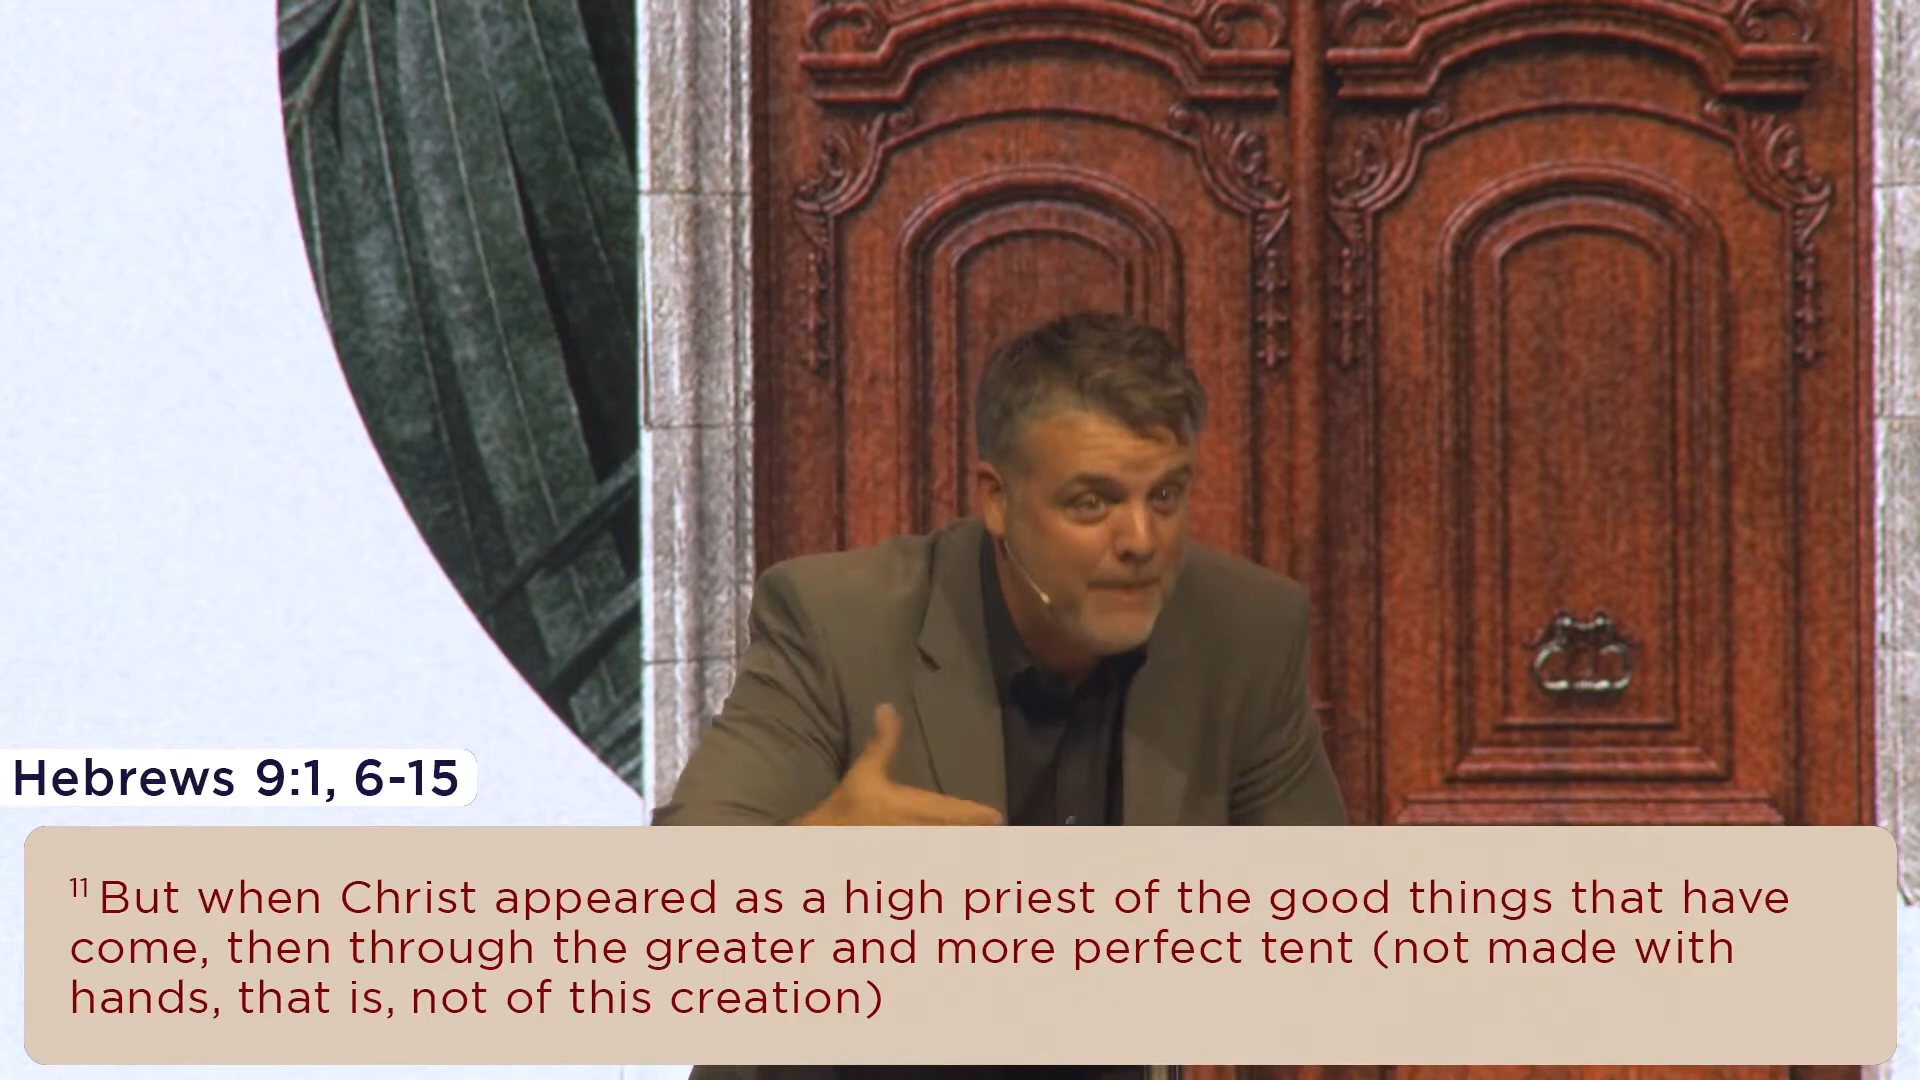 Hebrews 9:1, 6-15
11 But when Christ appeared as a high priest of the good things that have
come, then through the greater and more perfect tent (not made with
hands, that is, not of this creation)